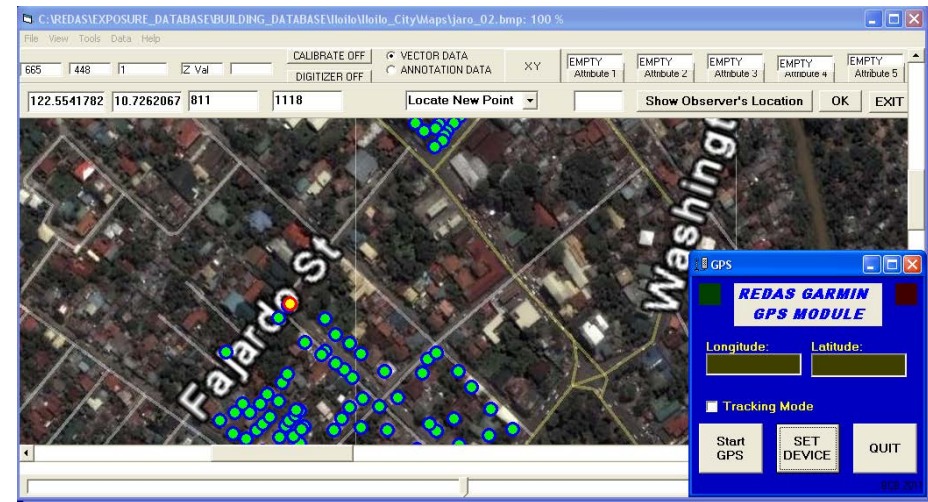 C:\REDAS\EXPOSURE_DATABASE\BUILDING_DATABASE\Iloilo\Iloilo_City\Maps\jaro_02.bmp: 100 %
File View Tools Data Help
665 448 1 Z Val
CALIBRATE OFF
DIGITIZER OFF
VECTOR DATA
ANNOTATION DATA
XY
EMPTY EMPTY EMPTY EMPTY EMPTY
Attribute 1 Attribute 2 Attribute 3 Attribute 4 Attribute 5
122.5541782 10.7262067 811 1118 Locate New Point Show Observer's Location OK EXIT
Washingt
Fajardo St
GPS
REDAS GARMIN
GPS MODULE
Longitude: Latitude:
Tracking Mode
Start
GPS
SET
DEVICE
QUIT